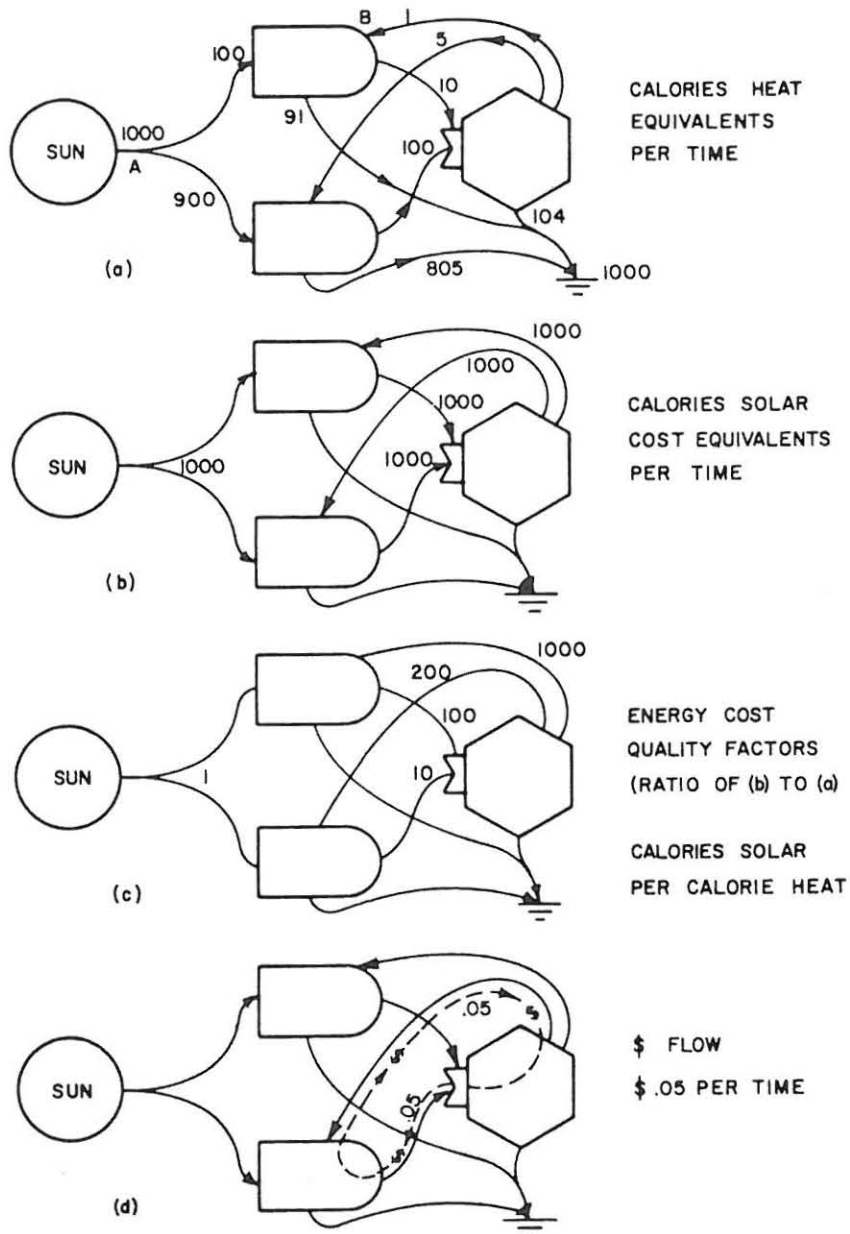 B 1
100
5
10
CALORIES HEAT
EQUIVALENTS
PER TIME
SUN
1000
A
91
100
900
104
(a)
805
1000
1000
1000
1000
CALORIES SOLAR
COST EQUIVALENTS
PER TIME
SUN
1000
1000
(b)
1000
200
100
ENERGY COST
QUALITY FACTORS
(RATIO OF (b) TO (a)
SUN
1
10
CALORIES SOLAR
PER CALORIE HEAT
(c)
.05
$
$
$ FLOW
$ .05 PER TIME
SUN
.05
$
(d)